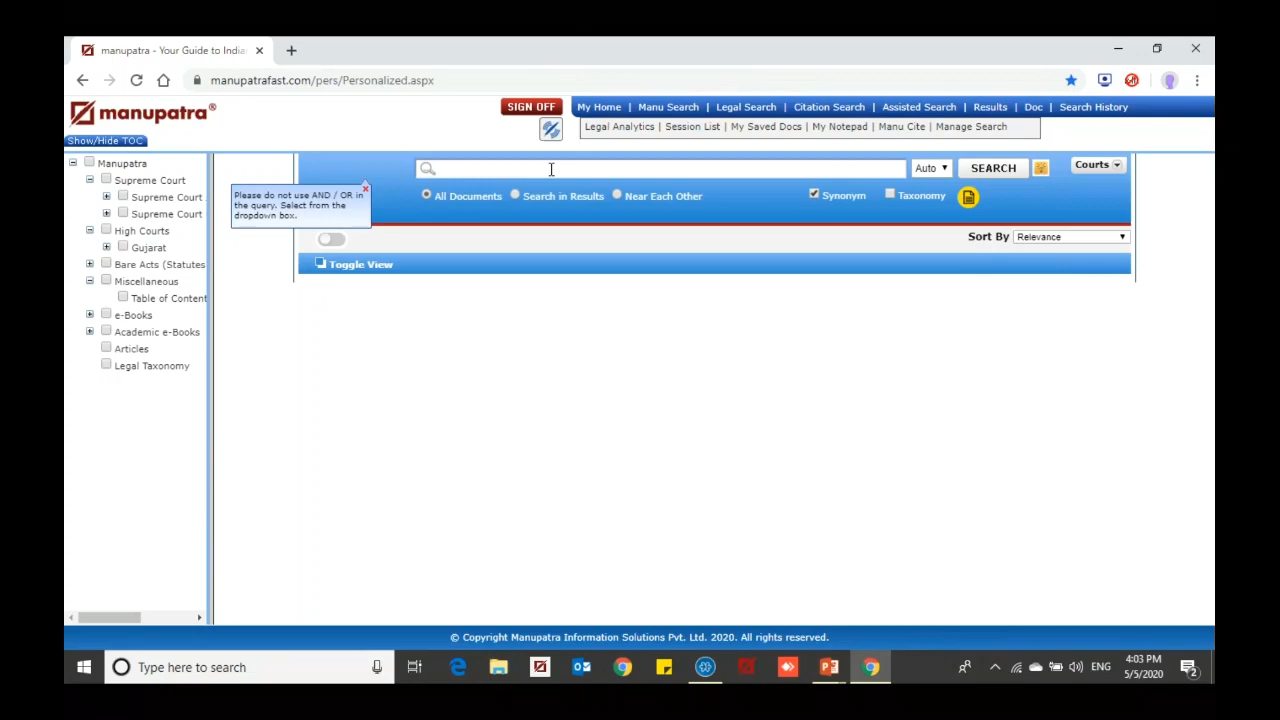 manupatra - Your Guide to India
manupatrafast.com/pers/Personalized.aspx
manupatra®
SIGN OFF
My Home | Manu Search | Legal Search | Citation Search | Assisted Search | Results | Doc | Search History
Legal Analytics | Session List | My Saved Docs | My Notepad | Manu Cite | Manage Search
Show/Hide TOC
Manupatra
Supreme Court
Supreme Court
Supreme Court
High Courts
Gujarat
Bare Acts (Statutes
Miscellaneous
Table of Content
e-Books
Academic e-Books
Articles
Legal Taxonomy
Please do not use AND / OR in
the query. Select from the
dropdown box.
Auto
SEARCH
Courts
All Documents
Search in Results
Near Each Other
Synonym
Taxonomy
Sort By
Relevance
Toggle View
© Copyright Manupatra Information Solutions Pvt. Ltd. 2020. All rights reserved.
Type here to search
ENG
4:03 PM
5/5/2020
2